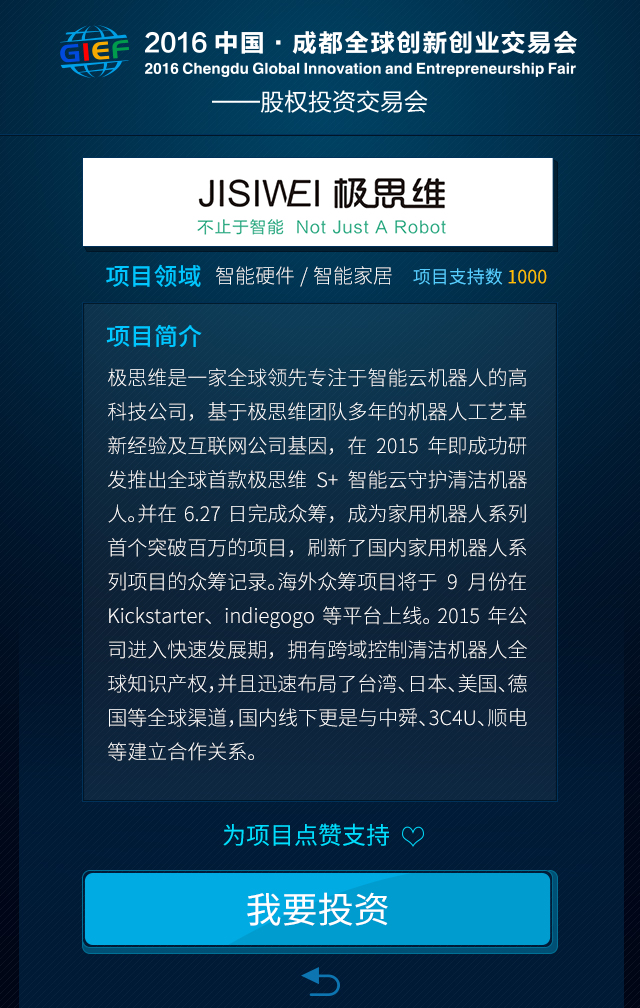 GIEF
2016 中国·成都全球创新创业交易会
2016 Chengdu Global Innovation and Entrepreneurship Fair
——股权投资交易会
JISIWEI 极思维
不止于智能 Not Just A Robot
项目领域 智能硬件 / 智能家居 项目支持数 1000
项目简介
极思维是一家全球领先专注于智能云机器人的高
科技公司，基于极思维团队多年的机器人工艺革
新经验及互联网公司基因，在 2015 年即成功研
发推出全球首款极思维 S+ 智能云守护清洁机器
人。并在 6.27 日完成众筹，成为家用机器人系列
首个突破百万的项目，刷新了国内家用机器人系
列项目的众筹记录。海外众筹项目将于 9 月份在
Kickstarter、indiegogo 等平台上线。2015 年公
司进入快速发展期，拥有跨域控制清洁机器人全
球知识产权，并且迅速布局了台湾、日本、美国、德
国等全球渠道，国内线下更是与中舜、3C4U、顺电
等建立合作关系。
为项目点赞支持
我要投资